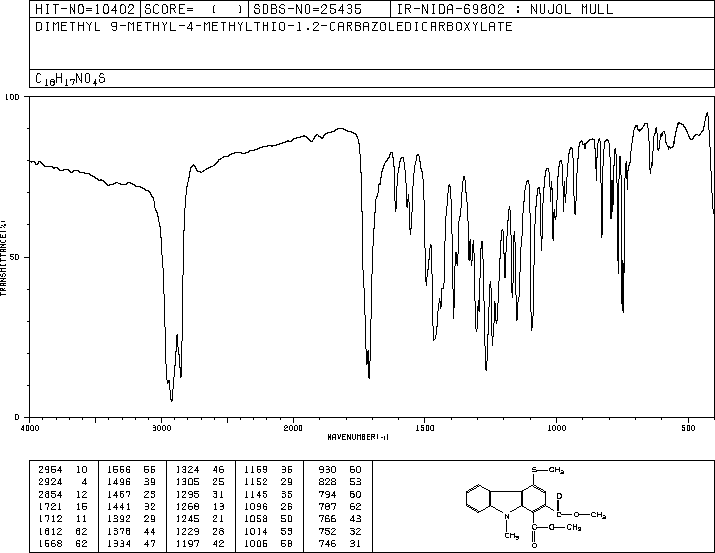 HIT-NO=10402 SCORE= ( ) SDBS-NO=25435 IR-NIDA-69802 : NUJOL MULL
DIMETHYL 9-METHYL-4-METHYLTHIO-1,2-CARBAZOLEDICARBOXYLATE
C18H17NO4S
100
50
0
TRANSMITTANCE(%)
4000 3000 2000 1500 1000 500
WAVENUMBER(-1)
2954 10 1566 66 1324 46 1169 36 930 60
2924 4 1496 39 1305 25 1152 29 828 53
2854 12 1467 23 1295 31 1145 35 794 60
1721 16 1441 32 1268 13 1096 26 787 62
1712 11 1392 29 1245 21 1058 50 766 43
1612 62 1378 44 1229 28 1014 53 752 32
1568 62 1334 47 1197 42 1006 58 746 31
S—CH3
O
C—O—CH3
N
CH3
C—O—CH3
O